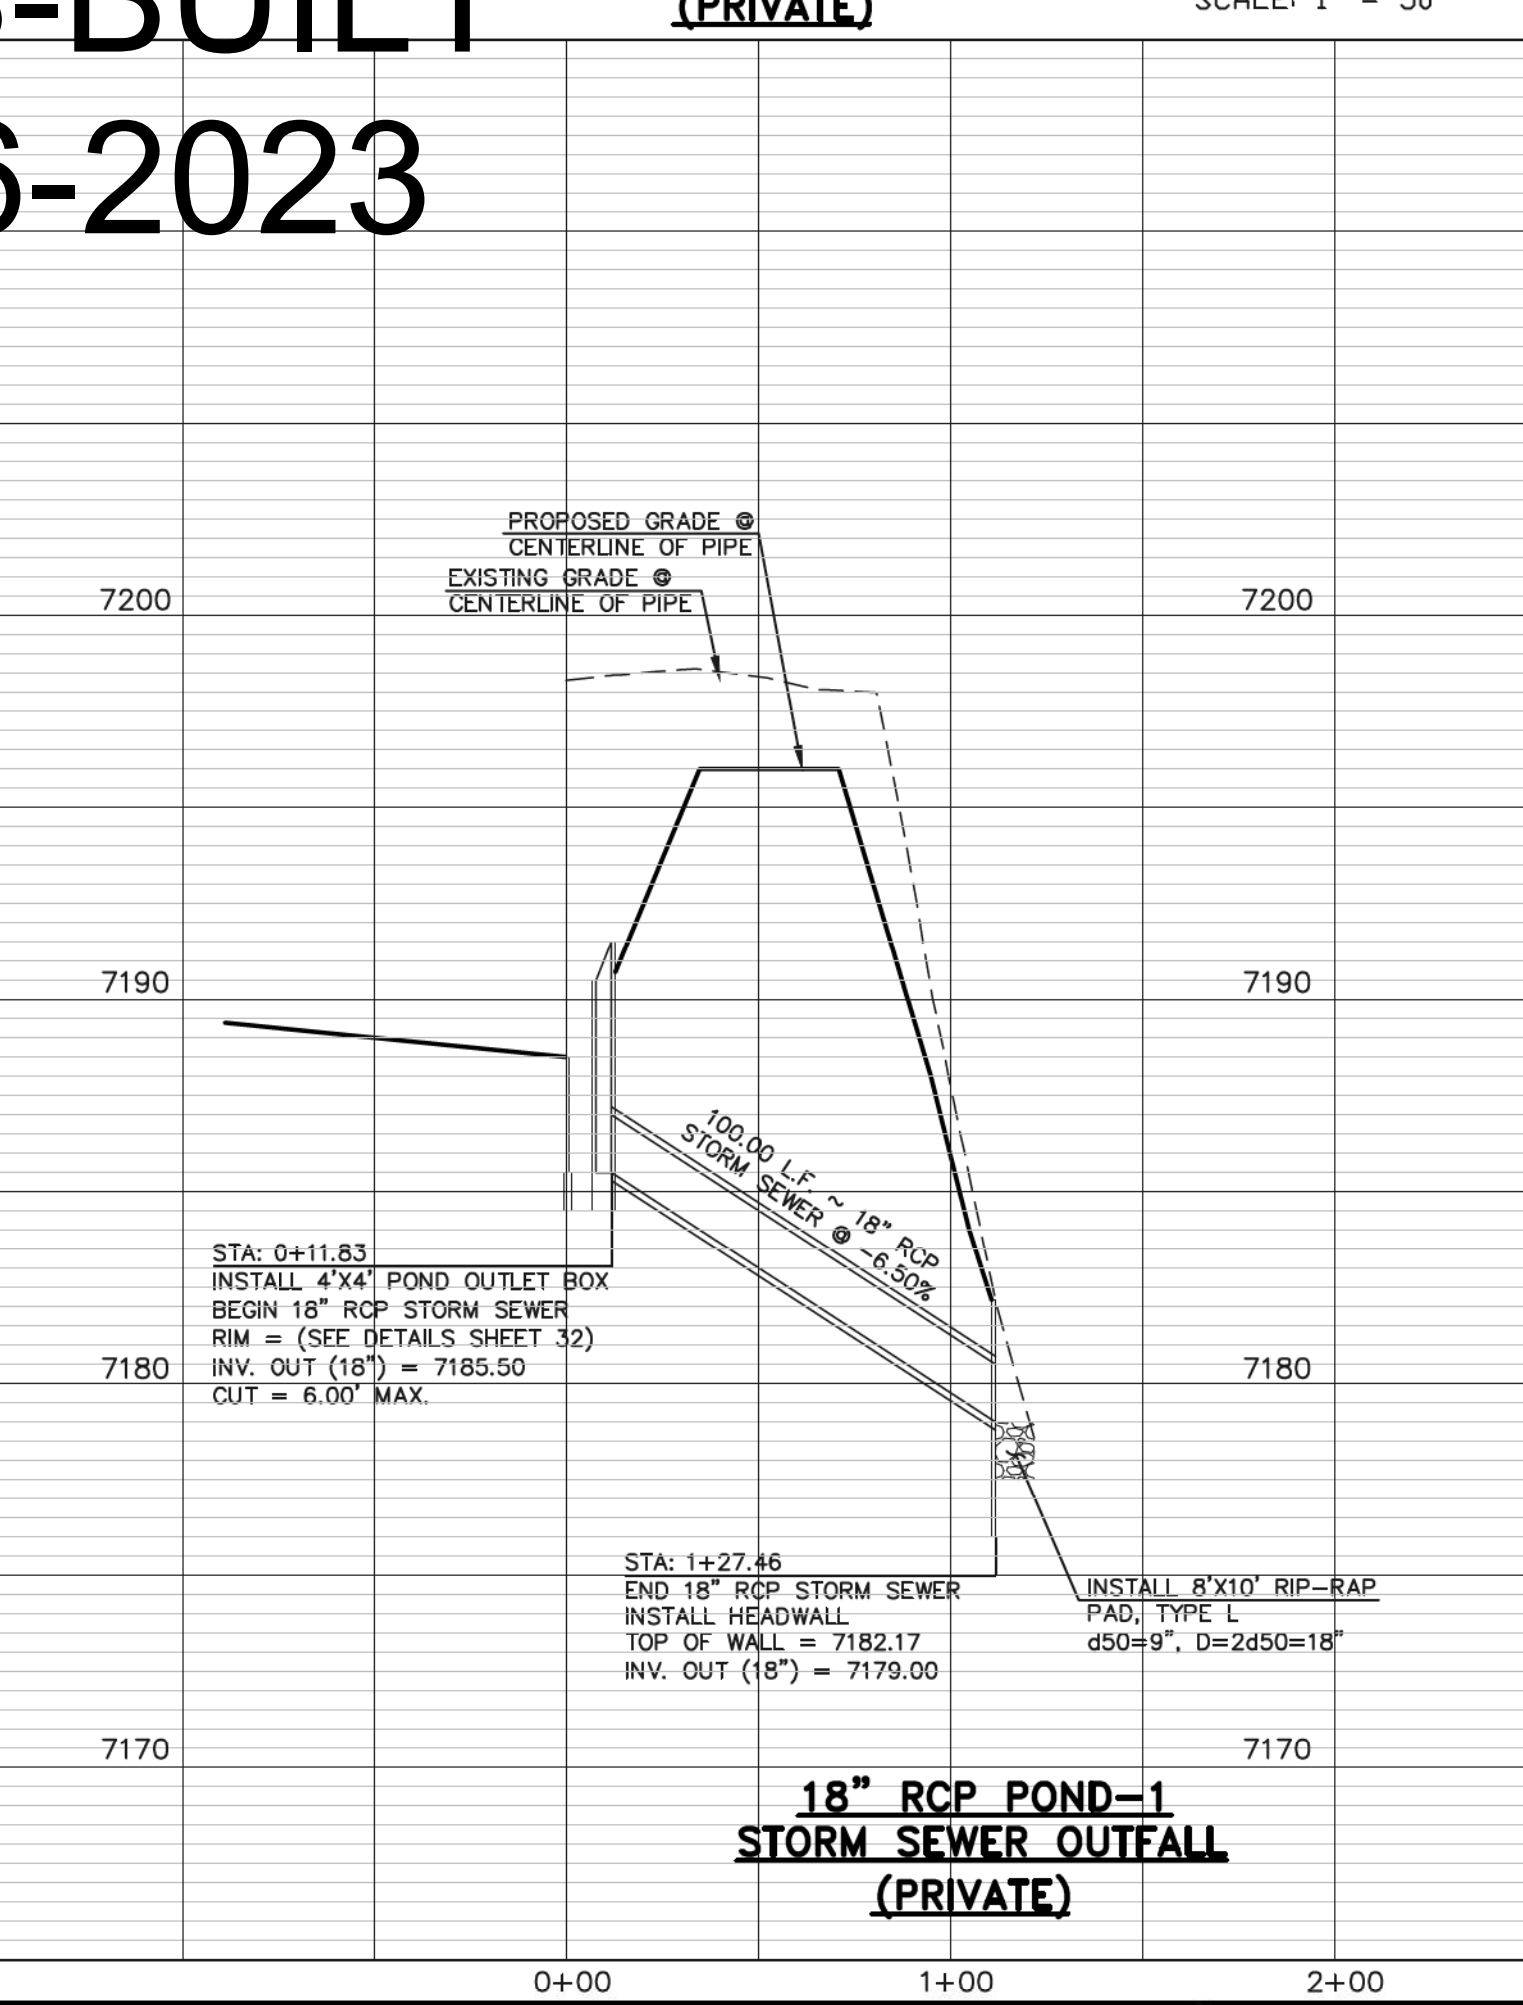 -BUILT
(PRIVATE)
6-2023
PROPOSED GRADE @
CENTERLINE OF PIPE
EXISTING GRADE @
CENTERLINE OF PIPE
7200
7200
7190
7190
100.00 L.F. ~ 18" RCP
STORM SEWER @ -6.50%
STA: 0+11.83
INSTALL 4'X4' POND OUTLET BOX
BEGIN 18" RCP STORM SEWER
RIM = (SEE DETAILS SHEET 32)
INV. OUT (18") = 7185.50
CUT = 6.00' MAX.
7180
7180
STA: 1+27.46
END 18" RCP STORM SEWER
INSTALL HEADWALL
TOP OF WALL = 7182.17
INV. OUT (18") = 7179.00
INSTALL 8'X10' RIP-RAP
PAD, TYPE L
d50=9", D=2d50=18"
7170
7170
18" RCP POND-1
STORM SEWER OUTFALL
(PRIVATE)
0+00
1+00
2+00